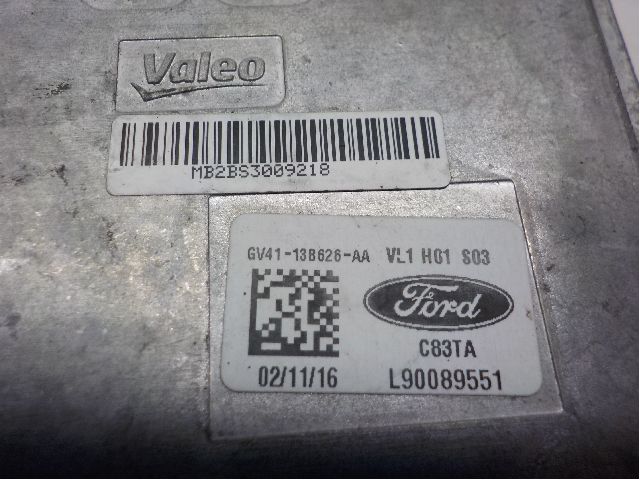 Valeo
MB2BS3009218
GV41-13B626-AA VL1 H01 S03
Ford
C83TA
02/11/16 L90089551